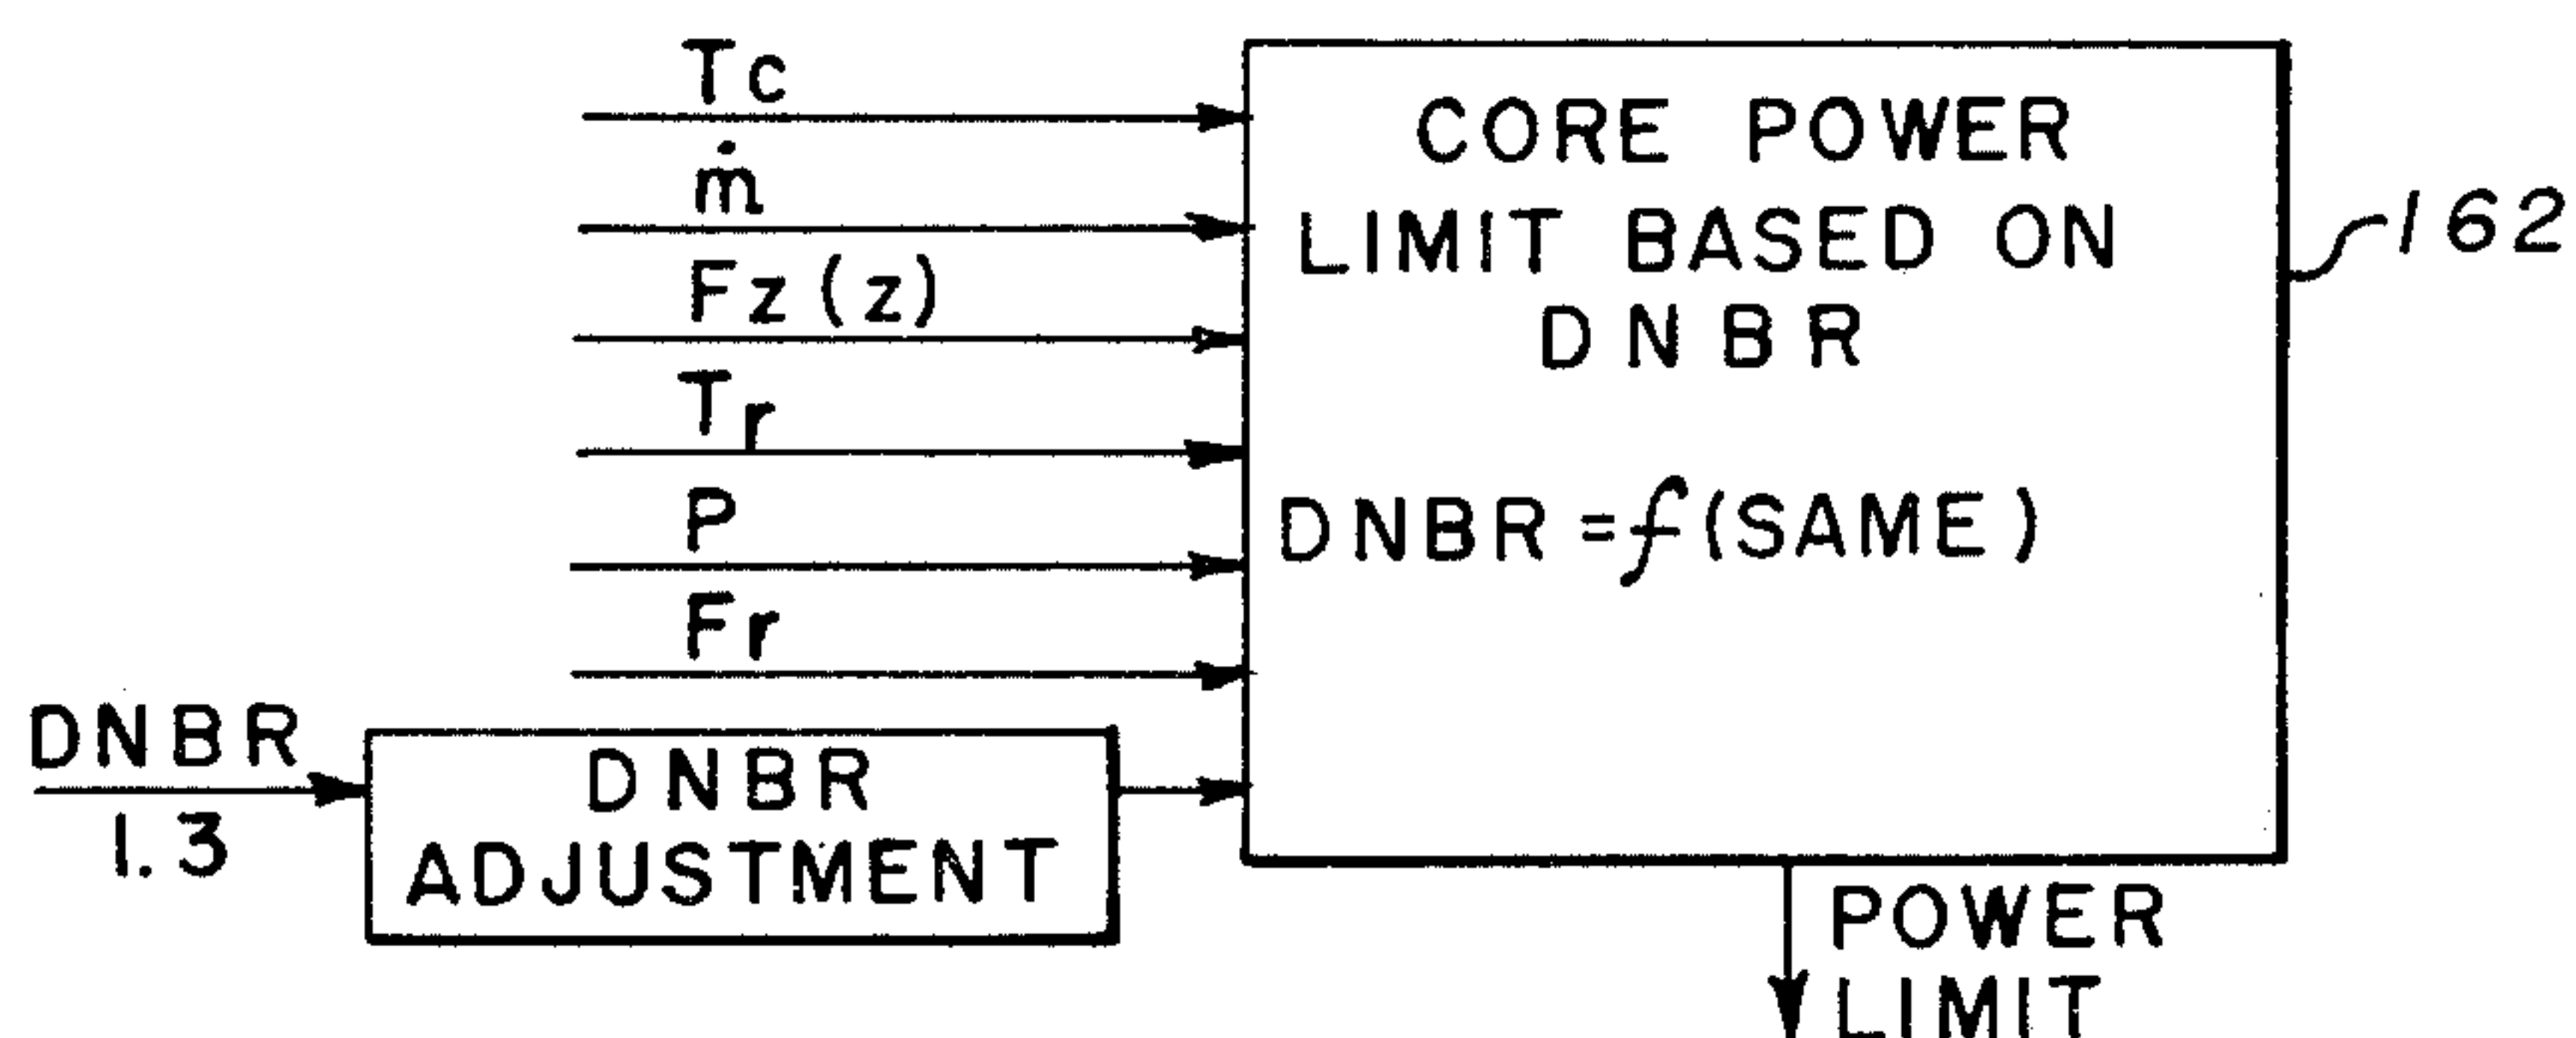 Tc
ṁ
Fz (z)
Tr
P
Fr
DNBR
1.3
DNBR
ADJUSTMENT
CORE POWER
LIMIT BASED ON
DNBR
DNBR = f (SAME)
162
POWER
LIMIT